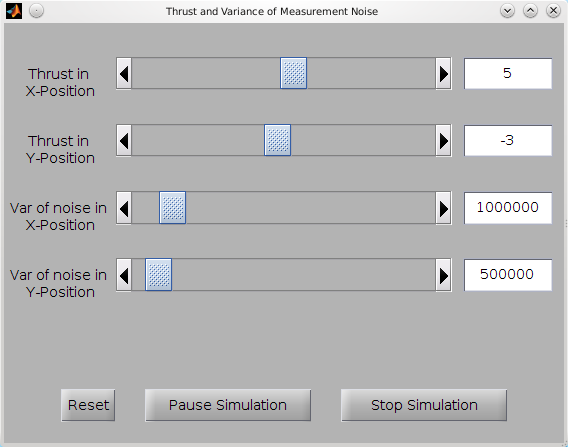 Thrust and Variance of Measurement Noise
Thrust in
X-Position
5
Thrust in
Y-Position
-3
Var of noise in
X-Position
1000000
Var of noise in
Y-Position
500000
Reset
Pause Simulation
Stop Simulation